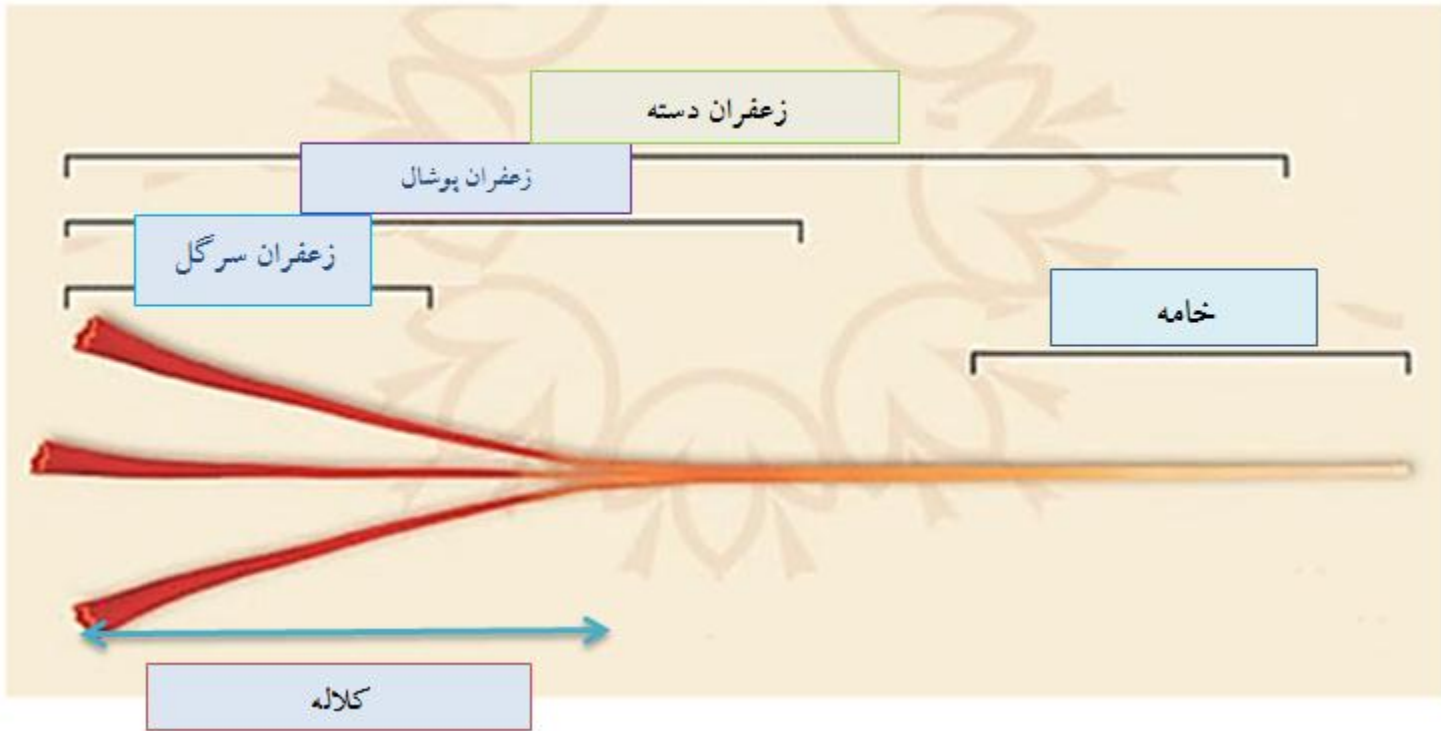 زعفران دسته
زعفران پوشال
زعفران سرگل
خامه
کلاله